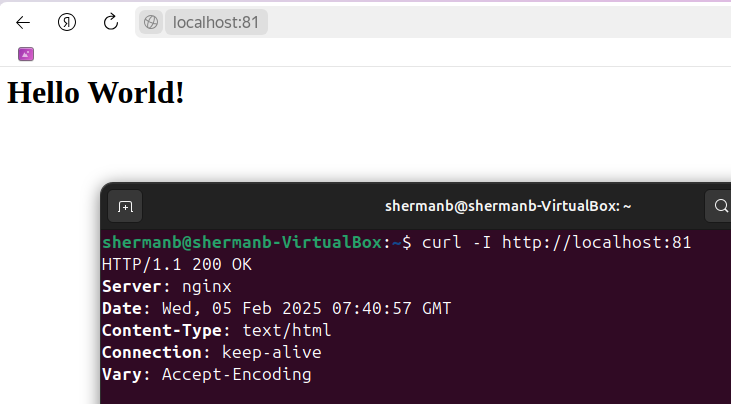 Я localhost:81
Hello World!
shermanb@shermanb-VirtualBox: ~
shermanb@shermanb-VirtualBox:~$ curl -I http://localhost:81
HTTP/1.1 200 OK
Server: nginx
Date: Wed, 05 Feb 2025 07:40:57 GMT
Content-Type: text/html
Connection: keep-alive
Vary: Accept-Encoding